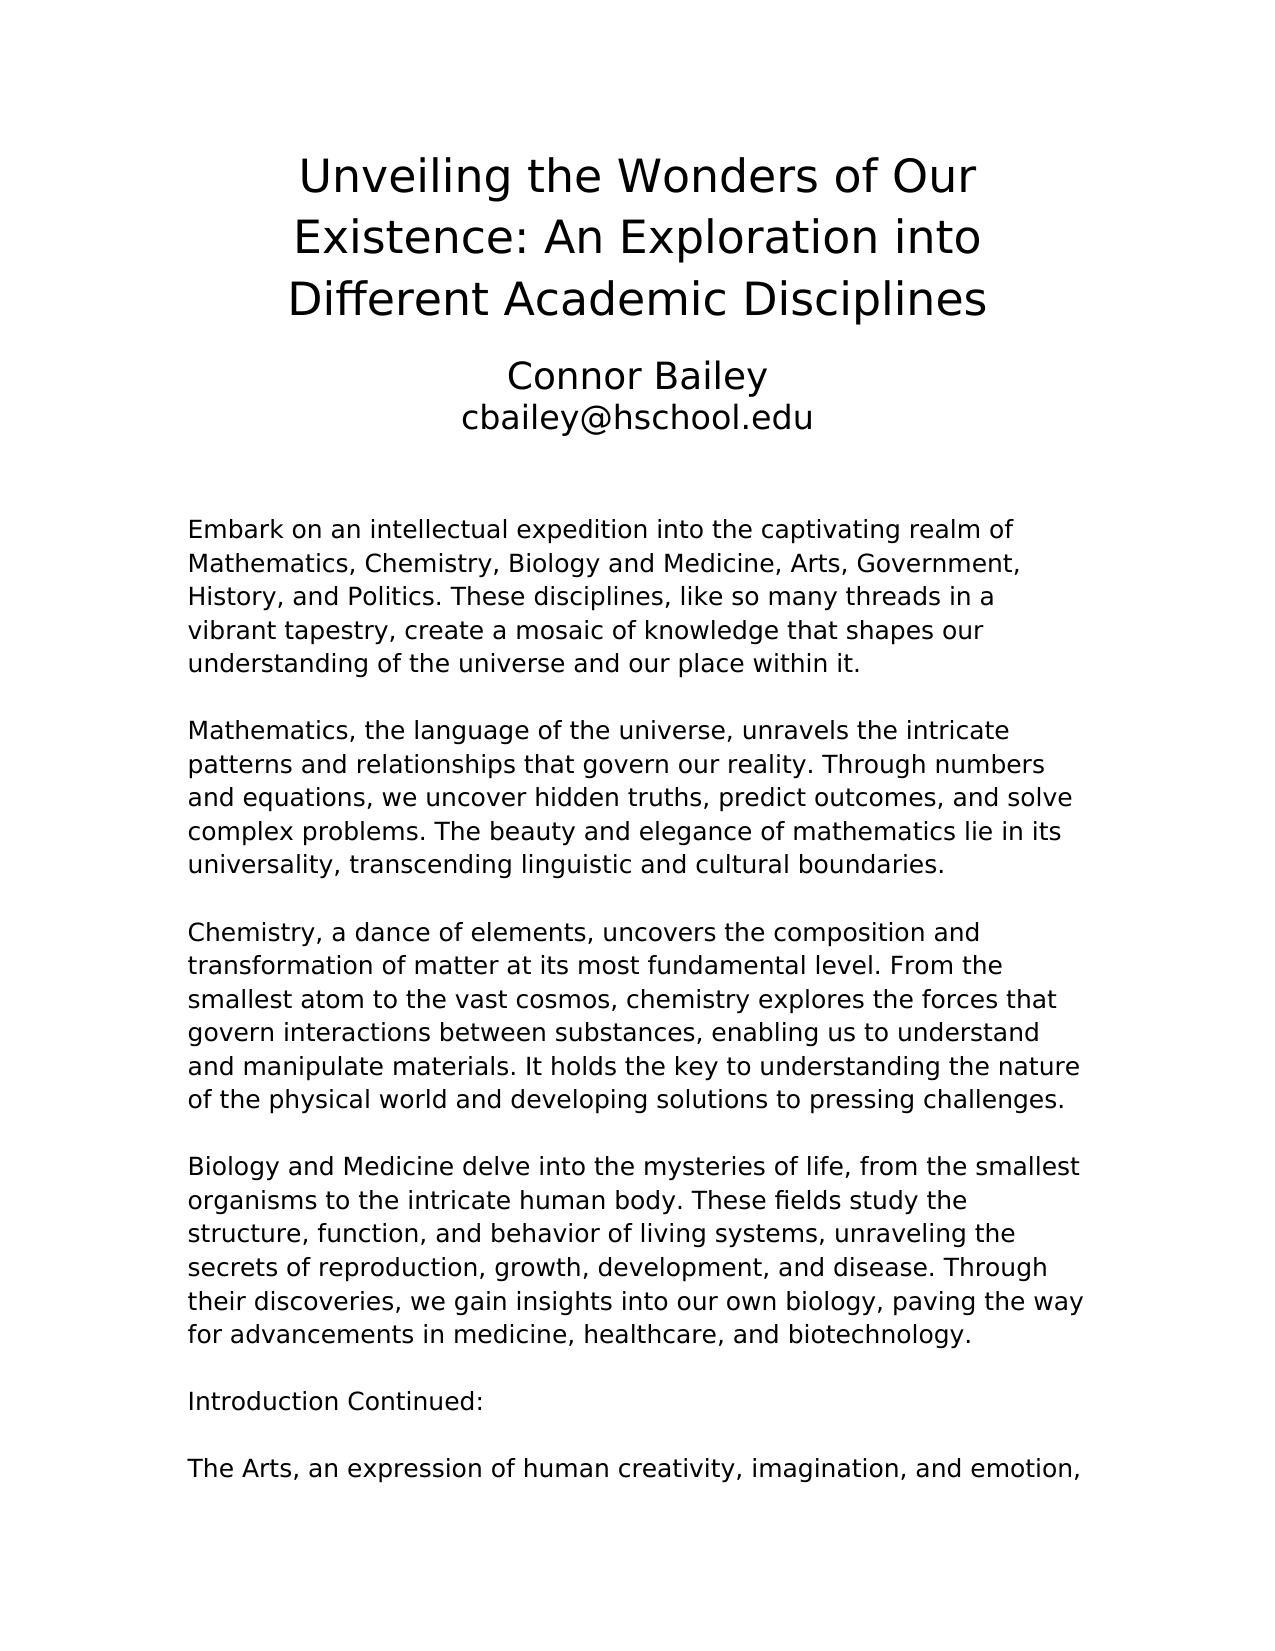 Unveiling the Wonders of Our
Existence: An Exploration into
Different Academic Disciplines
Connor Bailey
cbailey@hschool.edu
Embark on an intellectual expedition into the captivating realm of
Mathematics, Chemistry, Biology and Medicine, Arts, Government,
History, and Politics. These disciplines, like so many threads in a
vibrant tapestry, create a mosaic of knowledge that shapes our
understanding of the universe and our place within it.
Mathematics, the language of the universe, unravels the intricate
patterns and relationships that govern our reality. Through numbers
and equations, we uncover hidden truths, predict outcomes, and solve
complex problems. The beauty and elegance of mathematics lie in its
universality, transcending linguistic and cultural boundaries.
Chemistry, a dance of elements, uncovers the composition and
transformation of matter at its most fundamental level. From the
smallest atom to the vast cosmos, chemistry explores the forces that
govern interactions between substances, enabling us to understand
and manipulate materials. It holds the key to understanding the nature
of the physical world and developing solutions to pressing challenges.
Biology and Medicine delve into the mysteries of life, from the smallest
organisms to the intricate human body. These fields study the
structure, function, and behavior of living systems, unraveling the
secrets of reproduction, growth, development, and disease. Through
their discoveries, we gain insights into our own biology, paving the way
for advancements in medicine, healthcare, and biotechnology.
Introduction Continued:
The Arts, an expression of human creativity, imagination, and emotion,